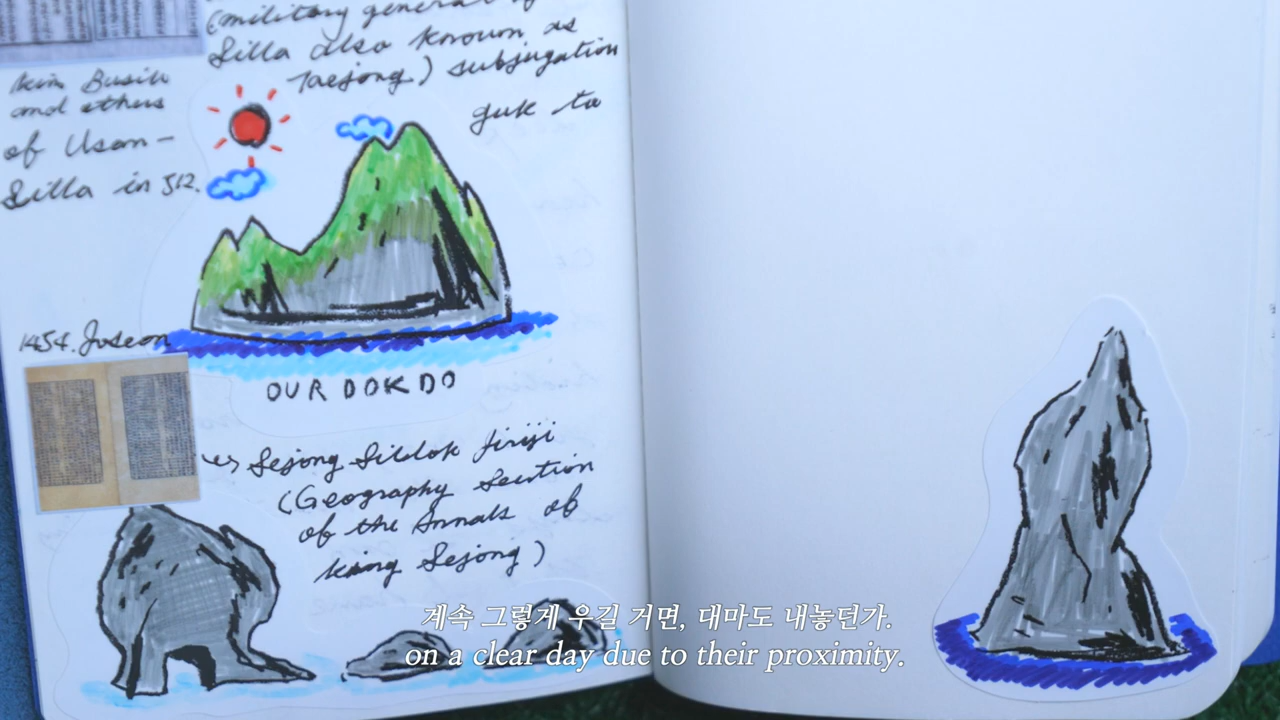 (military general of
Silla also known as
Taejong) subjugation
Kim Busik
and others
guk to
of Usan-
Silla in 512.
OUR DOKDO
1454. Joseon
Sejong Sillok Jiriji
(Geography Section
of the Annals of
King Sejong)
계속 그렇게 우길 거면, 대마도 내놓던가.
on a clear day due to their proximity.